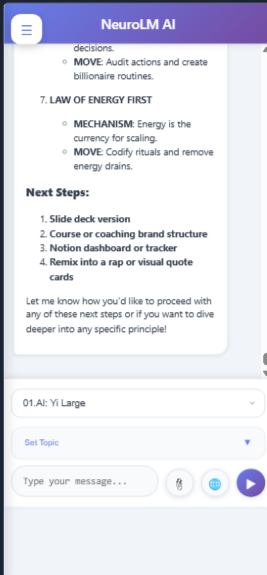 NeuroLM AI
decisions.
MOVE: Audit actions and create
billionaire routines.
7. LAW OF ENERGY FIRST
MECHANISM: Energy is the
currency for scaling.
MOVE: Codify rituals and remove
energy drains.
Next Steps:
1. Slide deck version
2. Course or coaching brand structure
3. Notion dashboard or tracker
4. Remix into a rap or visual quote
cards
Let me know how you'd like to proceed with
any of these next steps or if you want to dive
deeper into any specific principle!
01.AI: Yi Large
Set Topic
Type your message...